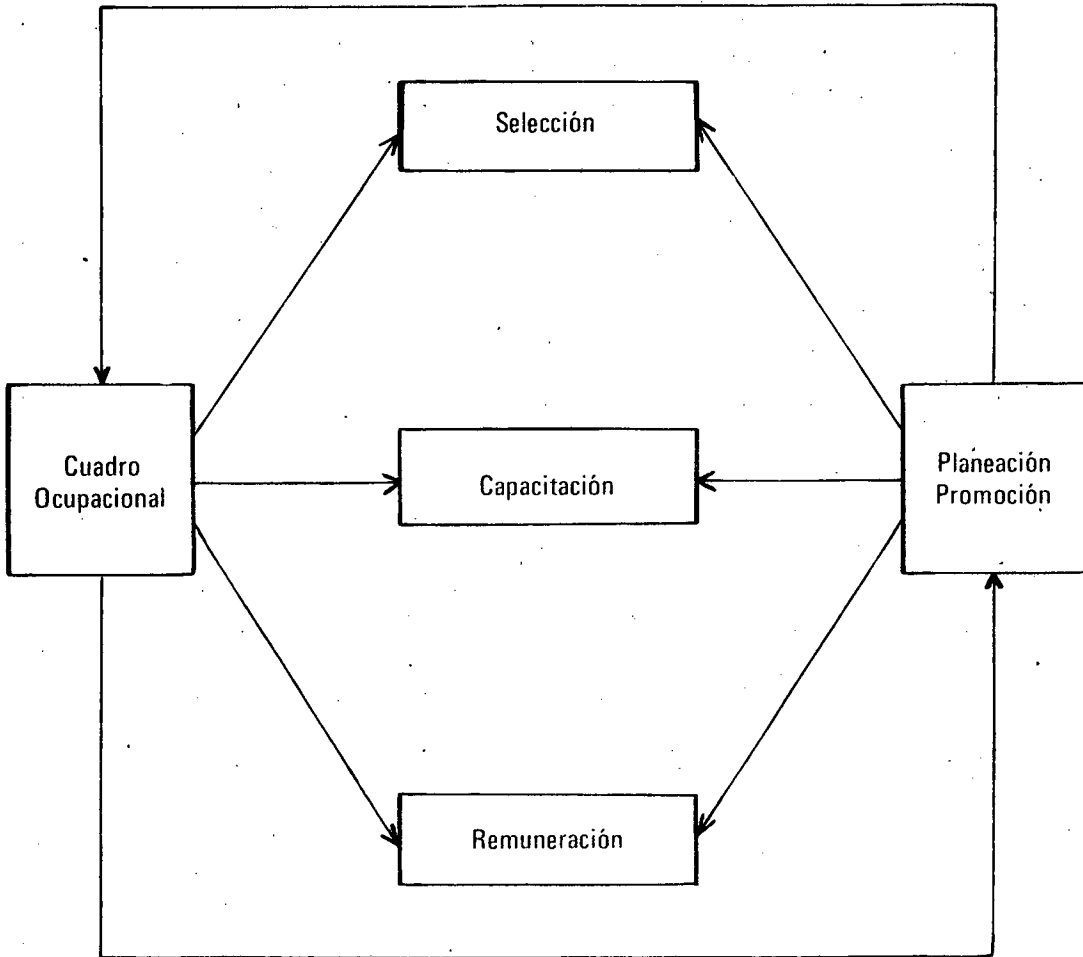 Selección
Cuadro
Ocupacional
Capacitación
Planeación
Promoción
Remuneración